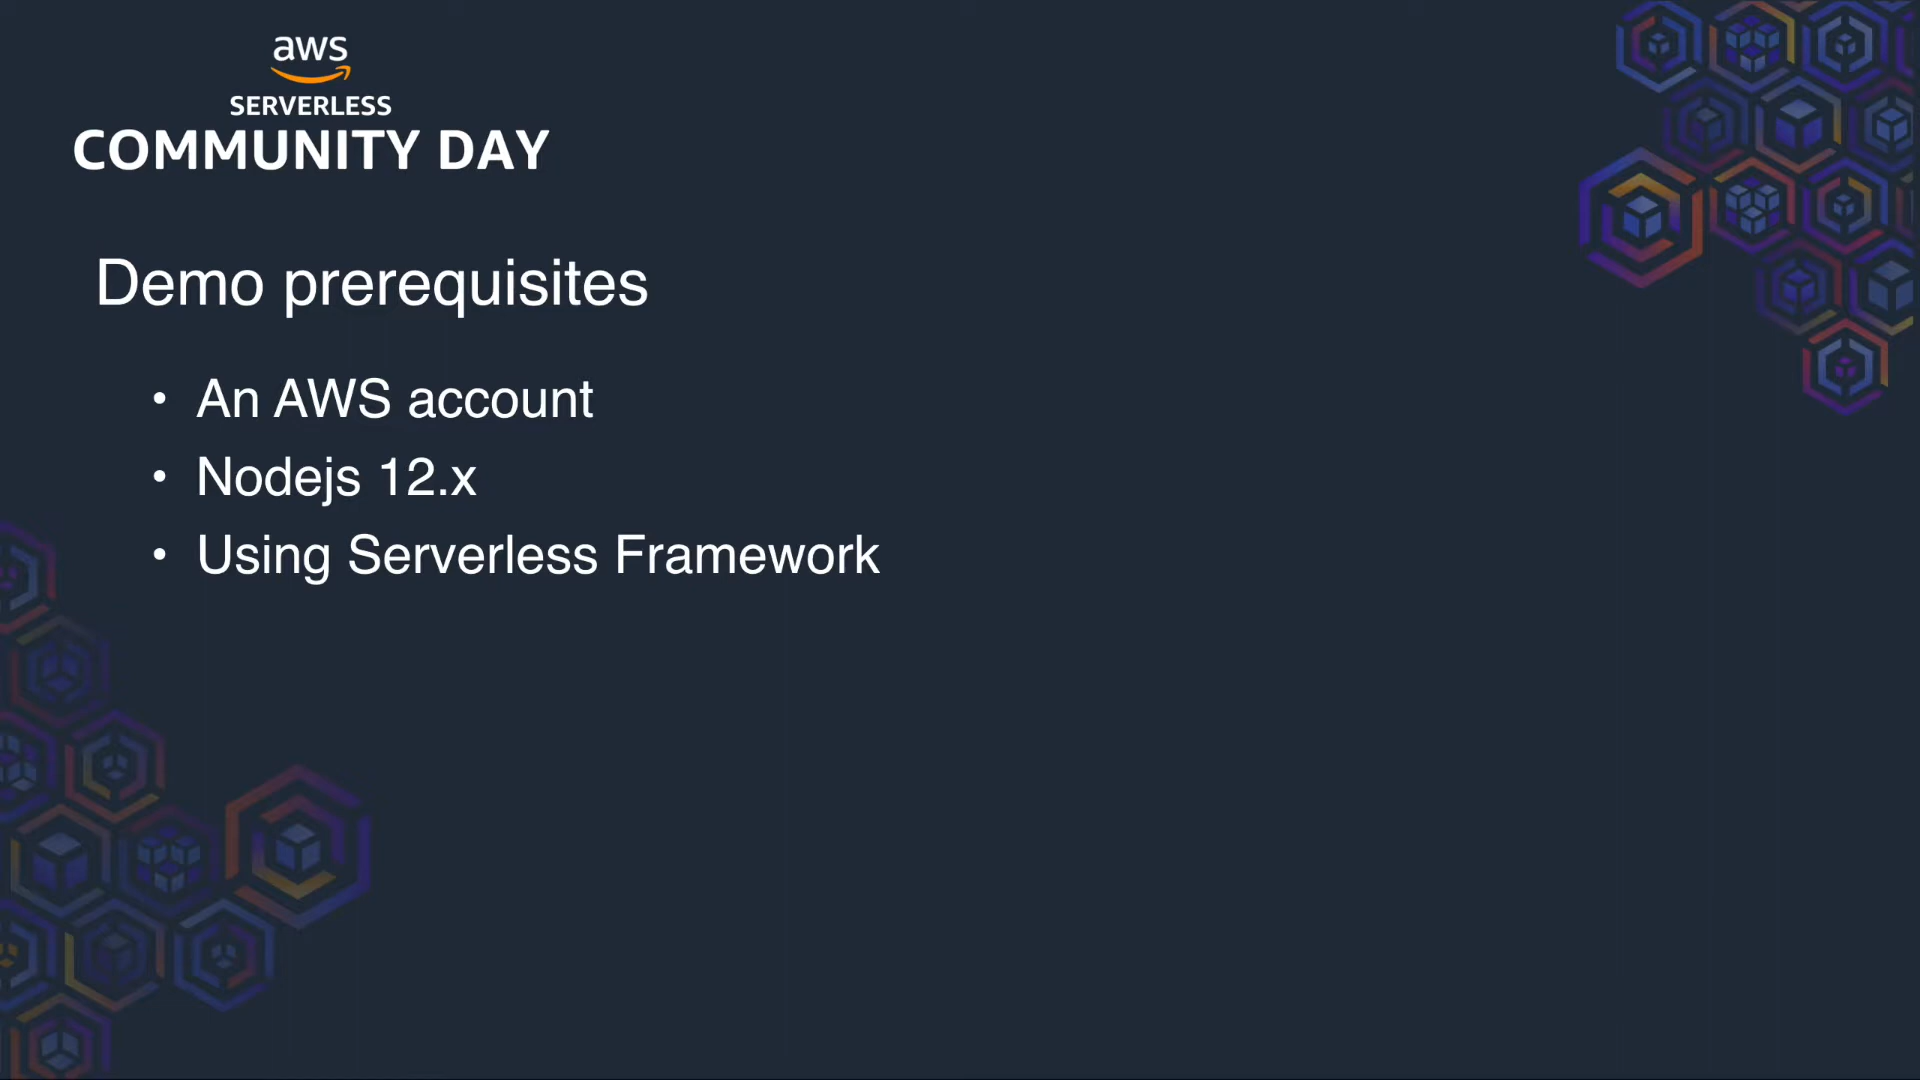 aws
SERVERLESS
COMMUNITY DAY
Demo prerequisites
• An AWS account
• Nodejs 12.x
• Using Serverless Framework